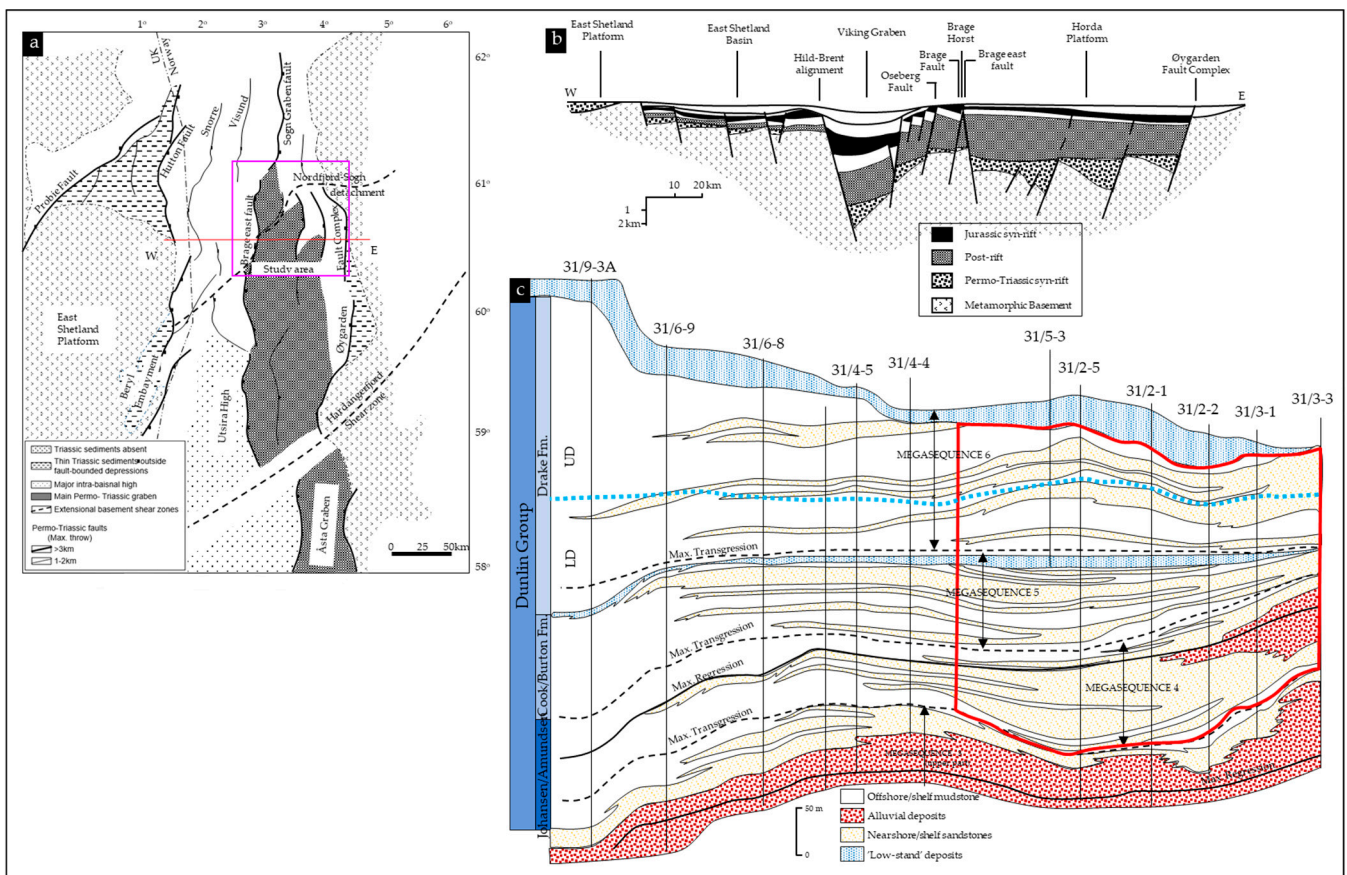 a
1°
2°
3°
4°
5°
6°
62°
61°
60°
59°
58°
UK
Norway
Snorre
Visund
Sogn Graben fault
Hutton Fault
Probie Fault
Nordfjord-Sogn
detachment
Brage east fault
Fault Complex
W
E
Study area
East
Shetland
Platform
Øygarden
Beryl
Embayment
Utsira High
Hardangerfjord
Shear zone
Åsta Graben
Triassic sediments absent
Thin Triassic sediments outside
fault-bounded depressions
Major intra-baisnal high
Main Permo- Triassic graben
Extensional basement shear zones
Permo-Triassic faults
(Max. throw)
>3km
1-2km
0 25 50km
b
East Shetland
Platform
East Shetland
Basin
Hild-Brent
alignment
Viking Graben
Oseberg
Fault
Brage
Fault
Brage
Horst
Brage east
fault
Horda
Platform
Øygarden
Fault Complex
W
E
10 20 km
1
2 km
Jurassic syn-rift
Post-rift
Permo-Triassic syn-rift
Metamorphic Basement
c
31/9-3A
31/6-9
31/6-8
31/4-5
31/4-4
31/5-3
31/2-5
31/2-1
31/2-2
31/3-1
31/3-3
Dunlin Group
Drake Fm.
Cook/Burton Fm.
Johansen/Amundsen
UD
LD
MEGASEQUENCE 6
Max. Transgression
MEGASEQUENCE 5
Max. Transgression
Max. Regression
MEGASEQUENCE 4
Max. Transgression
Max. Regression
50 m
0
Offshore/shelf mudstone
Alluvial deposits
Nearshore/shelf sandstones
'Low-stand' deposits